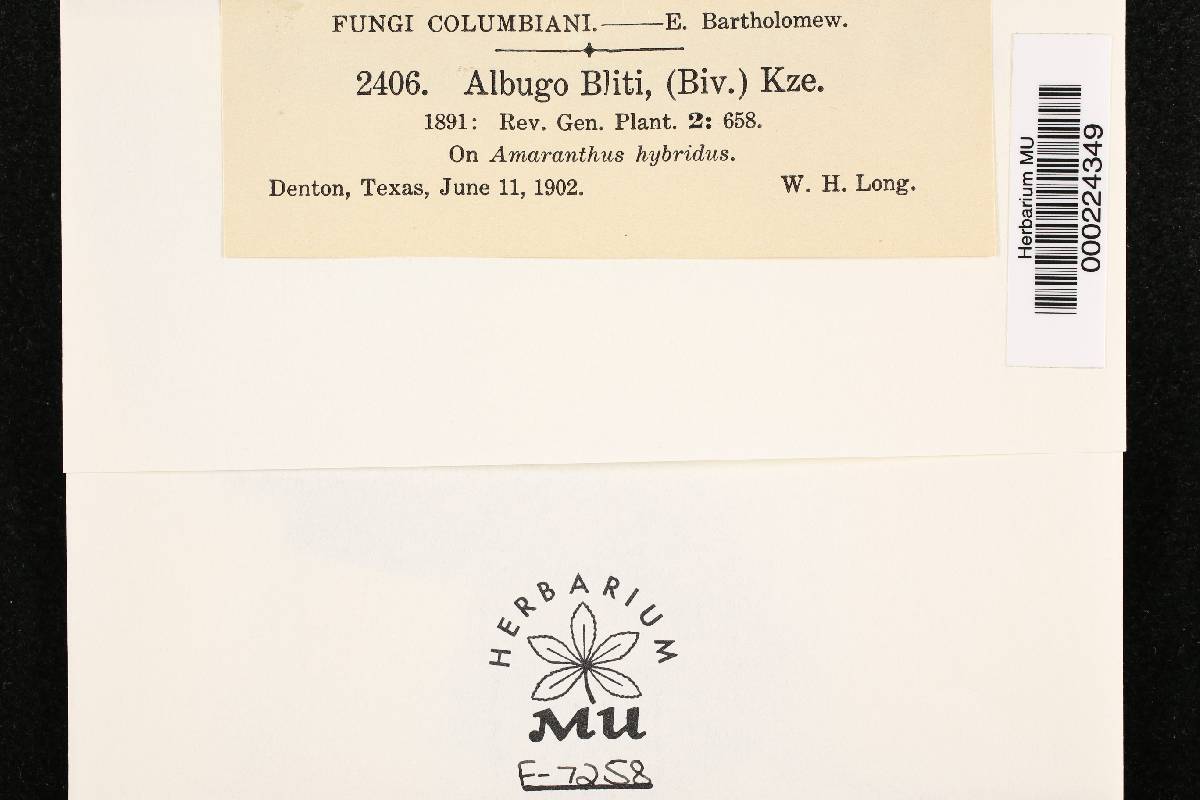 FUNGI COLUMBIANI.——E. Bartholomew.
2406. Albugo Bliti, (Biv.) Kze.
1891: Rev. Gen. Plant. 2: 658.
On Amaranthus hybridus.
Denton, Texas, June 11, 1902. W. H. Long.
Herbarium MU
000224349
HERBARIUM
MU
F-7258